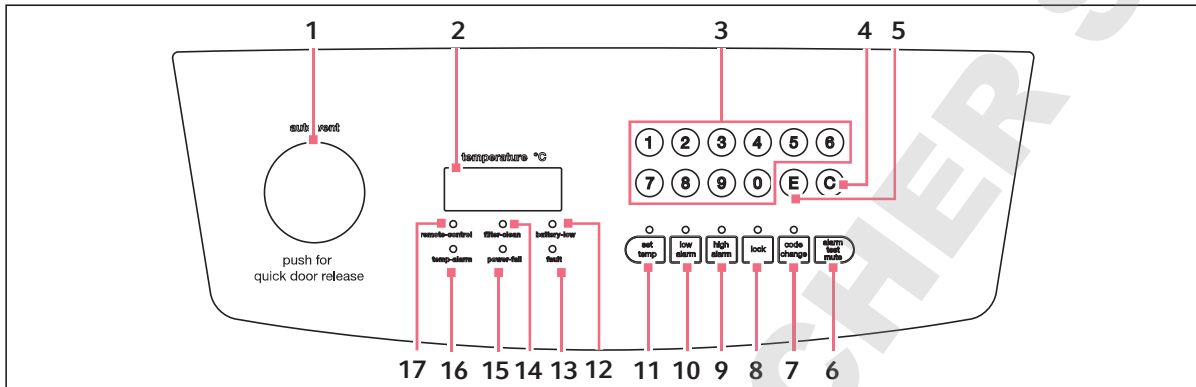 1 2 3 4 5
auto vent
temperature °C
1 2 3 4 5 6
7 8 9 0 E C
remote-control filter-clean battery-low
temp-alarm power-fail fault
push for
quick door release
set
temp
low
alarm
high
alarm
lock
code
change
alarm
test
mute
17 16 15 14 13 12 11 10 9 8 7 6
CHER S